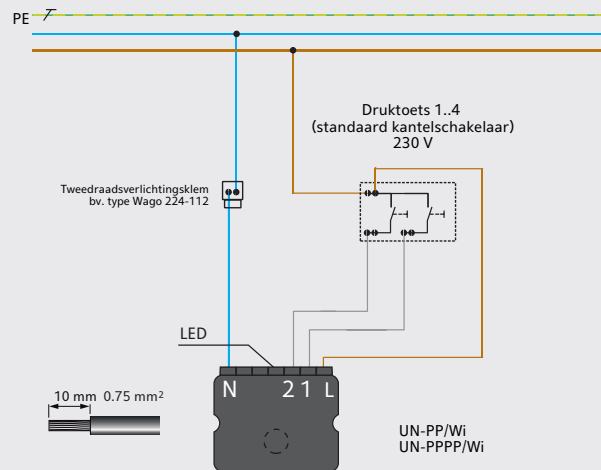 PE
Druktoets 1..4
(standaard kantelschakelaar)
230 V
Tweedraadsverlichtingsklem
bv. type Wago 224-112
LED
N 2 1 L
10 mm 0.75 mm²
UN-PP/Wi
UN-PPPP/Wi